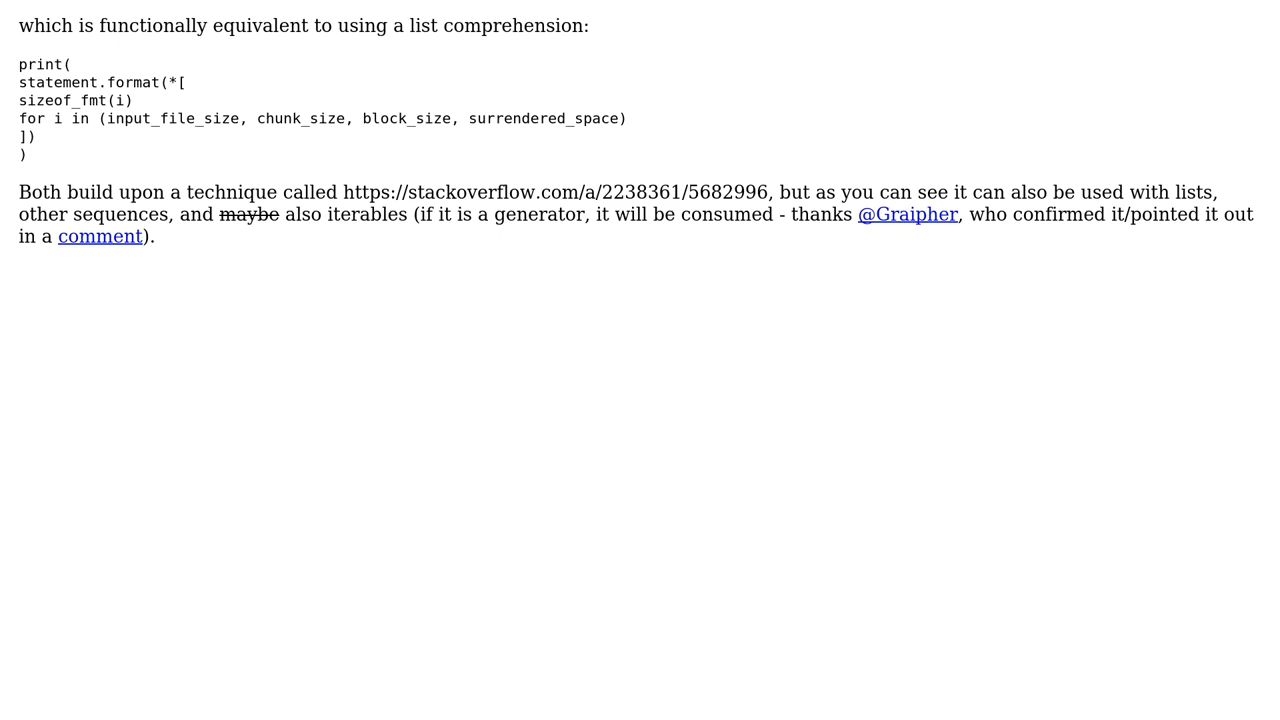 which is functionally equivalent to using a list comprehension:
print(
statement.format(*[
sizeof_fmt(i)
for i in (input_file_size, chunk_size, block_size, surrendered_space)
])
)
Both build upon a technique called https://stackoverflow.com/a/2238361/5682996, but as you can see it can also be used with lists,
other sequences, and maybe also iterables (if it is a generator, it will be consumed - thanks @Graipher, who confirmed it/pointed it out
in a comment).